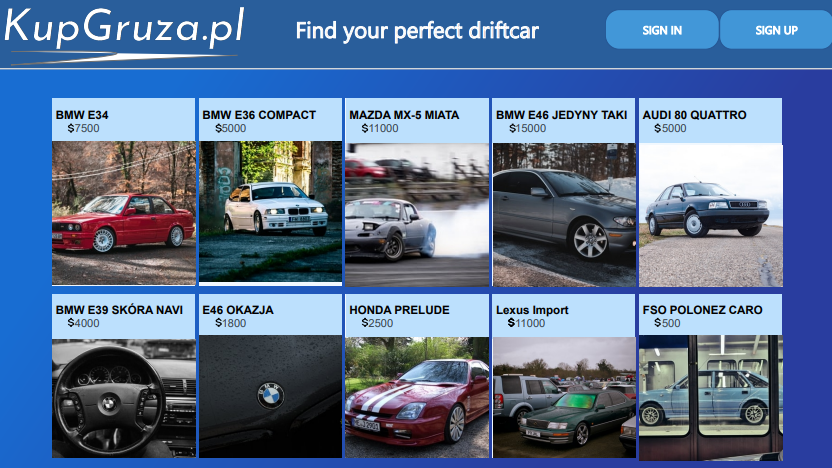 KupGruza.pl
Find your perfect driftcar
SIGN IN
SIGN UP
BMW E34
$7500
BMW E36 COMPACT
$5000
MAZDA MX-5 MIATA
$11000
BMW E46 JEDYNY TAKI
$15000
AUDI 80 QUATTRO
$5000
BMW E39 SKÓRA NAVI
$4000
E46 OKAZJA
$1800
HONDA PRELUDE
$2500
Lexus Import
$11000
FSO POLONEZ CARO
$500